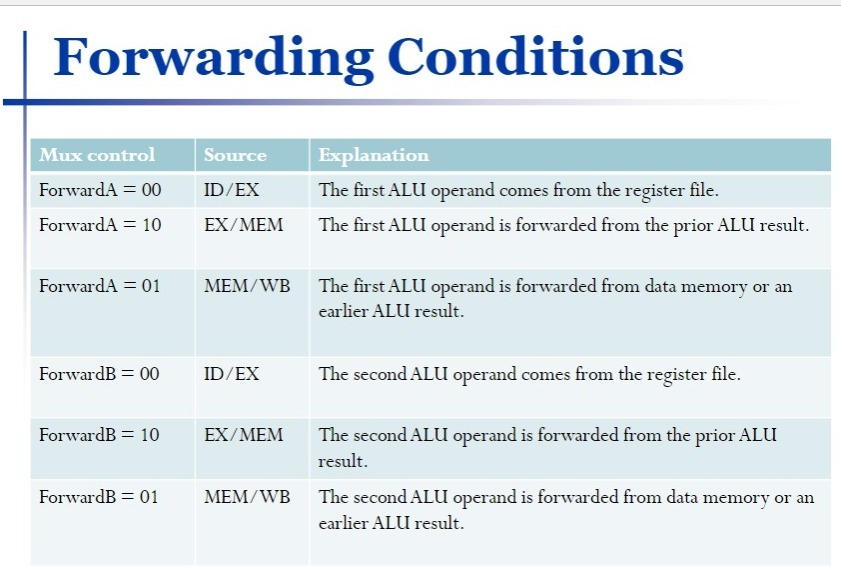 Forwarding Conditions
Mux control Source Explanation
ForwardA = 00 ID/EX The first ALU operand comes from the register file.
ForwardA = 10 EX/MEM The first ALU operand is forwarded from the prior ALU result.
ForwardA = 01 MEM/WB The first ALU operand is forwarded from data memory or an
earlier ALU result.
ForwardB = 00 ID/EX The second ALU operand comes from the register file.
ForwardB = 10 EX/MEM The second ALU operand is forwarded from the prior ALU
result.
ForwardB = 01 MEM/WB The second ALU operand is forwarded from data memory or an
earlier ALU result.